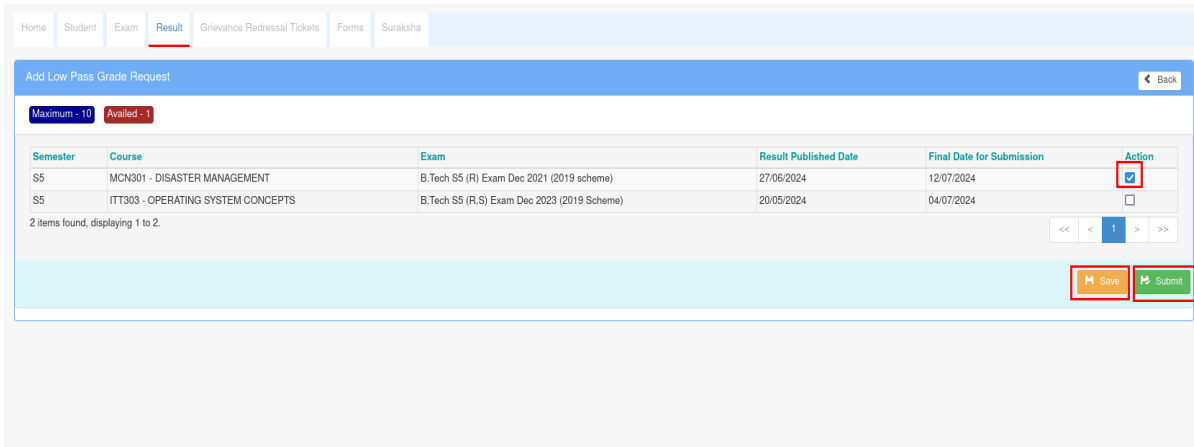 Home Student Exam Result Grievance Redressal Tickets Forms Suraksha
Add Low Pass Grade Request Back
Maximum - 10 Availed - 1
Semester Course Exam Result Published Date Final Date for Submission Action
S5 MCN301 - DISASTER MANAGEMENT B.Tech S5 (R) Exam Dec 2021 (2019 scheme) 27/06/2024 12/07/2024
S5 ITT303 - OPERATING SYSTEM CONCEPTS B.Tech S5 (R,S) Exam Dec 2023 (2019 Scheme) 20/05/2024 04/07/2024
2 items found, displaying 1 to 2. << < 1 > >>
Save Submit